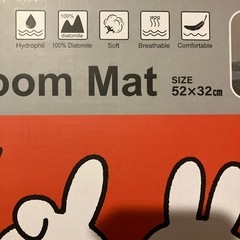 Hydrophil 100% Diatomite Soft Breathable Comfortable
100%
diatomite
oom Mat
SIZE
52×32cm